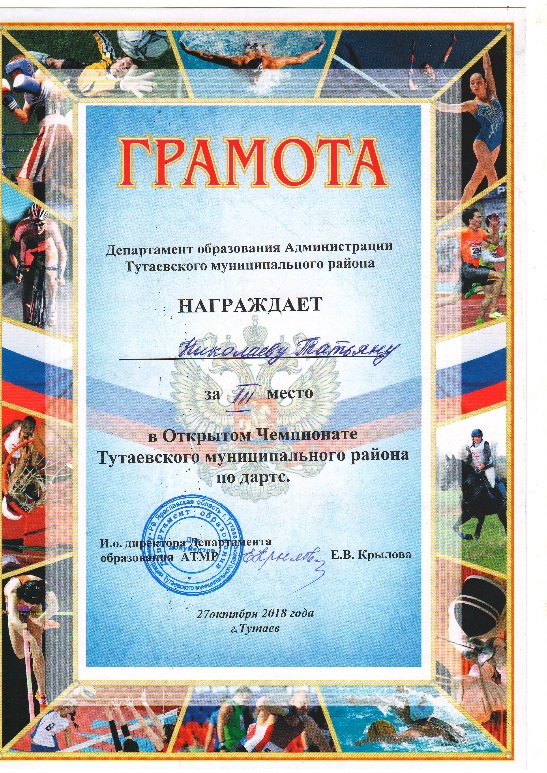 ГРАМОТА
Департамент образования Администрации
Тутаевского муниципального района
НАГРАЖДАЕТ
Николаеву Татьяну
за III место
в Открытом Чемпионате
Тутаевского муниципального района
по дартс.
И.о. директора Департамента
образования АТМР Е.В. Крылова
27октября 2018 года
г.Тутаев